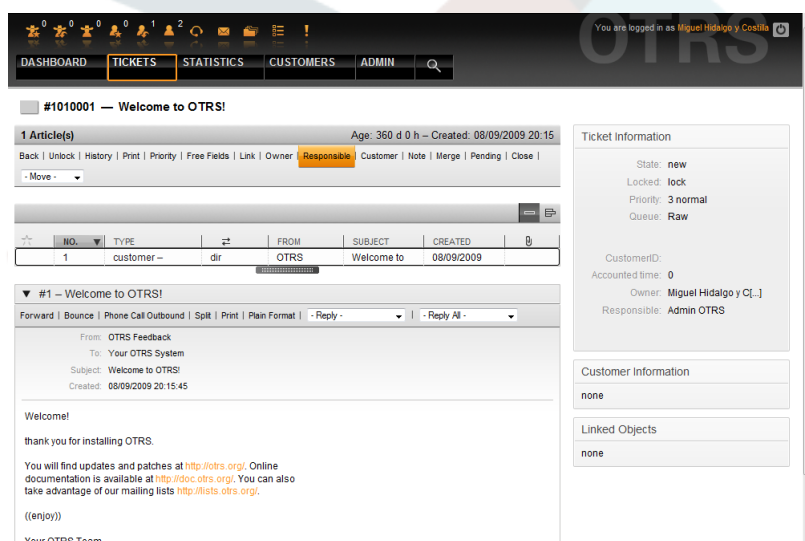 0 0 0 0 1 2
You are logged in as Miguel Hidalgo y Costilla
OTRS
DASHBOARD TICKETS STATISTICS CUSTOMERS ADMIN
#1010001 — Welcome to OTRS!
1 Article(s) Age: 360 d 0 h – Created: 08/09/2009 20:15
Back | Unlock | History | Print | Priority | Free Fields | Link | Owner | Responsible | Customer | Note | Merge | Pending | Close |
- Move -
NO. TYPE FROM SUBJECT CREATED
1 customer – dir OTRS Welcome to 08/09/2009
#1 – Welcome to OTRS!
Forward | Bounce | Phone Call Outbound | Split | Print | Plain Format | - Reply - | - Reply All -
From: OTRS Feedback
To: Your OTRS System
Subject: Welcome to OTRS!
Created: 08/09/2009 20:15:45
Welcome!
thank you for installing OTRS.
You will find updates and patches at http://otrs.org/. Online
documentation is available at http://doc.otrs.org/. You can also
take advantage of our mailing lists http://lists.otrs.org/.
((enjoy))
Your OTRS Team
Ticket Information
State: new
Locked: lock
Priority: 3 normal
Queue: Raw
CustomerID:
Accounted time: 0
Owner: Miguel Hidalgo y C[...]
Responsible: Admin OTRS
Customer Information
none
Linked Objects
none